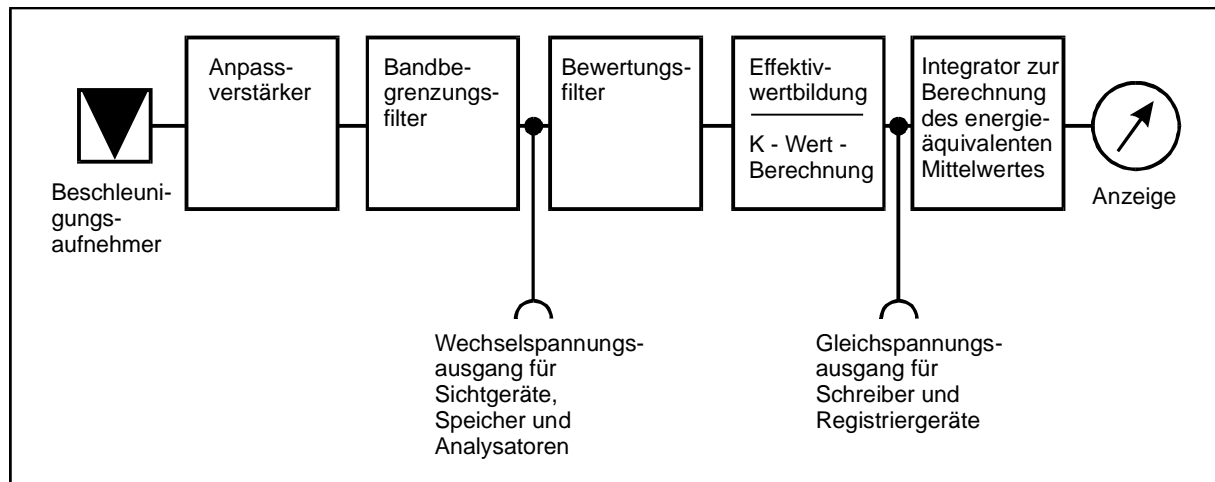 Beschleuni-
gungs-
aufnehmer
Anpass-
verstärker
Bandbe-
grenzungs-
filter
Bewertungs-
filter
Effektiv-
wertbildung
K - Wert -
Berechnung
Integrator zur
Berechnung
des energie-
äquivalenten
Mittelwertes
Anzeige
Wechselspannungs-
ausgang für
Sichtgeräte,
Speicher und
Analysatoren
Gleichspannungs-
ausgang für
Schreiber und
Registriergeräte